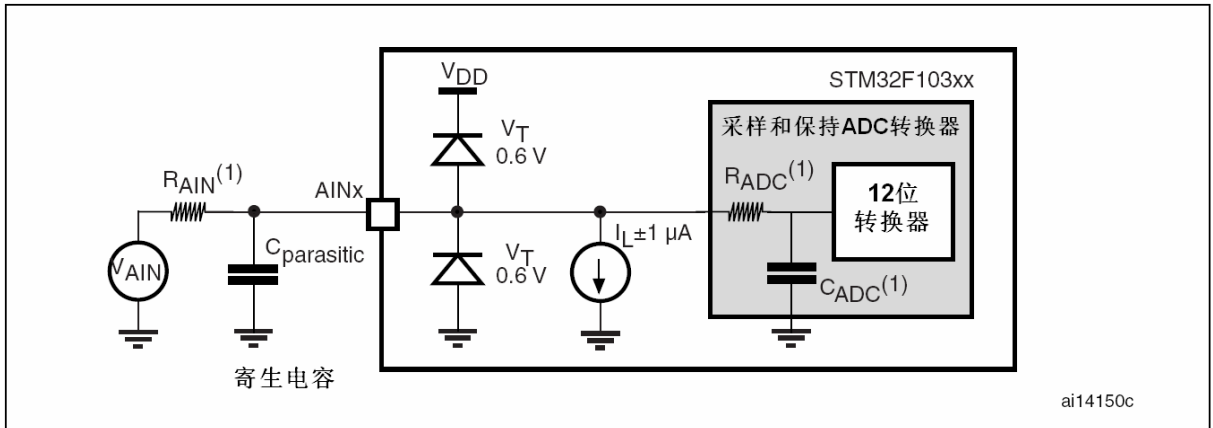 STM32F103xx
VDD
采样和保持ADC转换器
VT
0.6 V
RAIN(1)
AINx
RADC(1)
12位
转换器
IL±1 µA
VAIN
Cparasitic
VT
0.6 V
CADC(1)
寄生电容
ai14150c